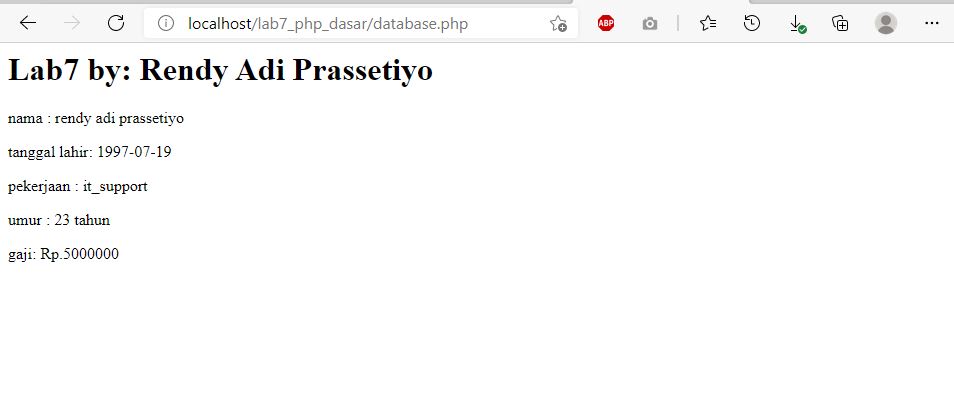 localhost/lab7_php_dasar/database.php
ABP
Lab7 by: Rendy Adi Prassetiyo
nama : rendy adi prassetiyo
tanggal lahir: 1997-07-19
pekerjaan : it_support
umur : 23 tahun
gaji: Rp.5000000